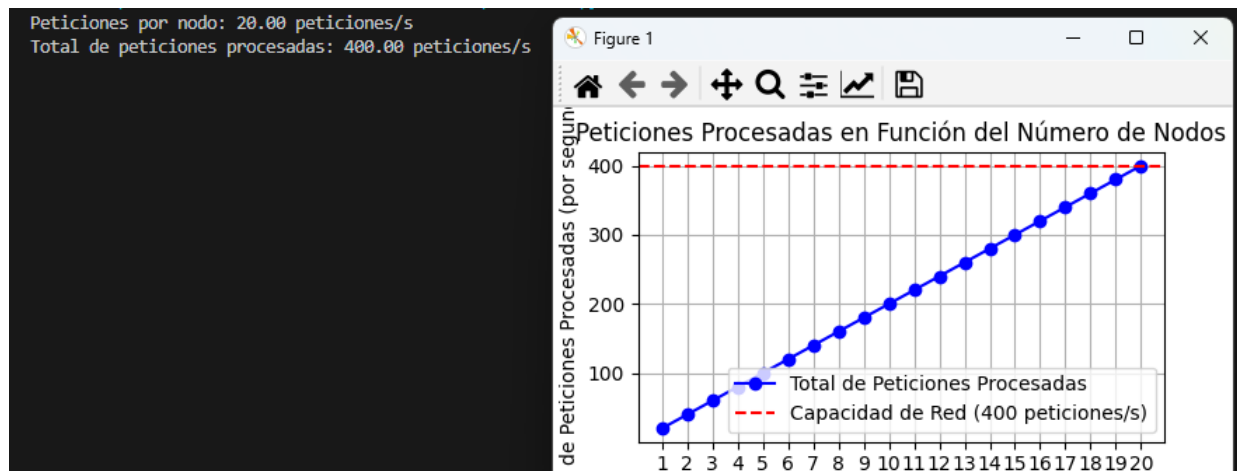 Peticiones por nodo: 20.00 peticiones/s
Total de peticiones procesadas: 400.00 peticiones/s
Figure 1
Peticiones Procesadas en Función del Número de Nodos
de Peticiones Procesadas (por
400
300
200
100
Total de Peticiones Procesadas
Capacidad de Red (400 peticiones/s)
1 2 3 4 5 6 7 8 9 10 11 12 13 14 15 16 17 18 19 20